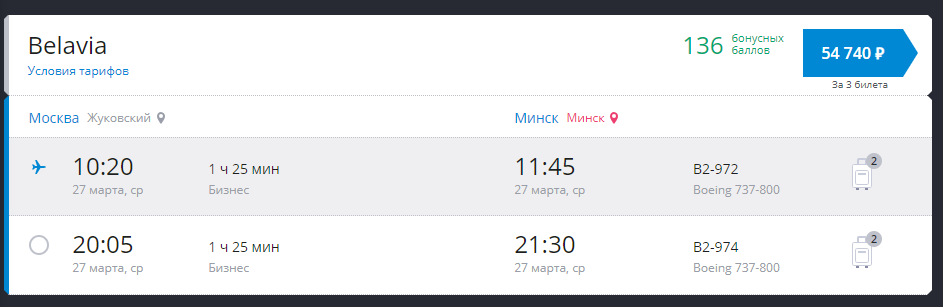 Belavia
Условия тарифов
136 бонусных баллов
54 740 ₽
За 3 билета
Москва Жуковский
Минск Минск
10:20
27 марта, ср
1 ч 25 мин
Бизнес
11:45
27 марта, ср
B2-972
Boeing 737-800
2
20:05
27 марта, ср
1 ч 25 мин
Бизнес
21:30
27 марта, ср
B2-974
Boeing 737-800
2